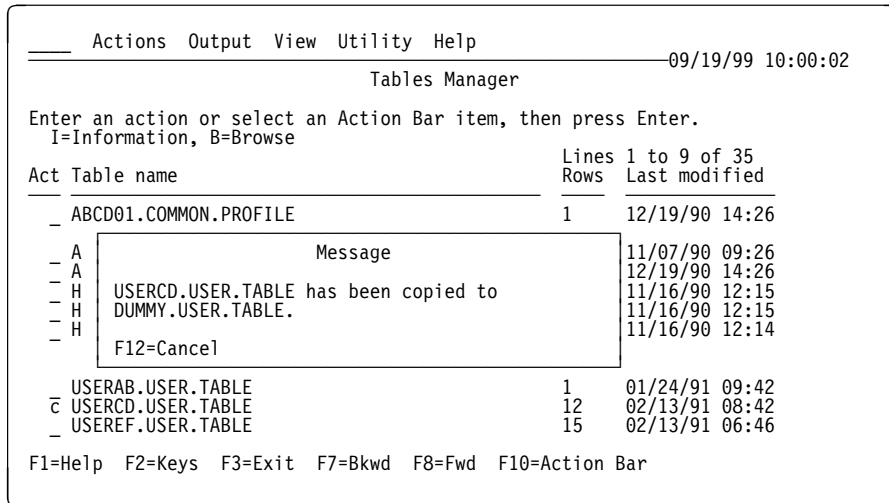 ____ Actions Output View Utility Help
09/19/99 10:00:02
Tables Manager
Enter an action or select an Action Bar item, then press Enter.
I=Information, B=Browse
Lines 1 to 9 of 35
Act Table name Rows Last modified
_ ABCD01.COMMON.PROFILE 1 12/19/90 14:26
_ A 11/07/90 09:26
_ A 12/19/90 14:26
_ H 11/16/90 12:15
_ H 11/16/90 12:15
_ H 11/16/90 12:14
Message
USERCD.USER.TABLE has been copied to
DUMMY.USER.TABLE.
F12=Cancel
_ USERAB.USER.TABLE 1 01/24/91 09:42
c USERCD.USER.TABLE 12 02/13/91 08:42
_ USEREF.USER.TABLE 15 02/13/91 06:46
F1=Help F2=Keys F3=Exit F7=Bkwd F8=Fwd F10=Action Bar